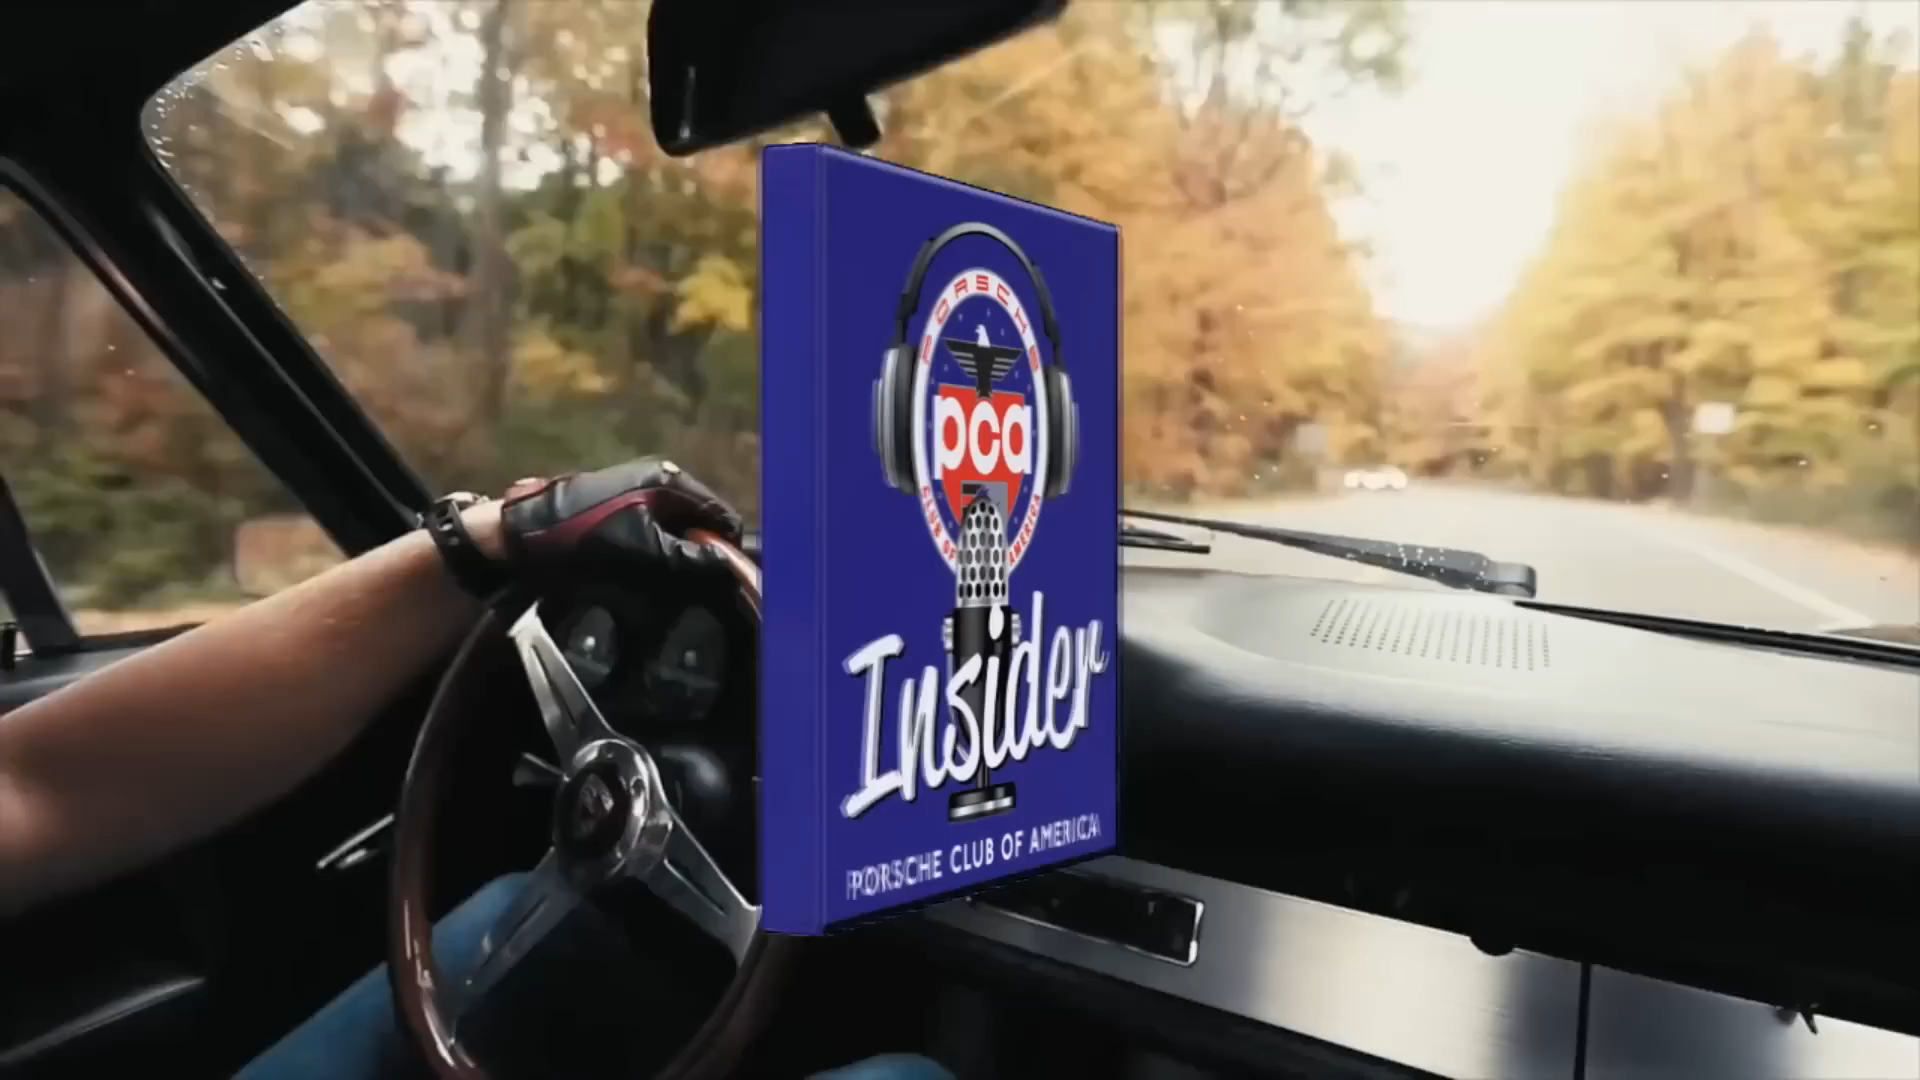 PORSCHE
pca
CLUB OF AMERICA
Insider
PORSCHE CLUB OF AMERICA